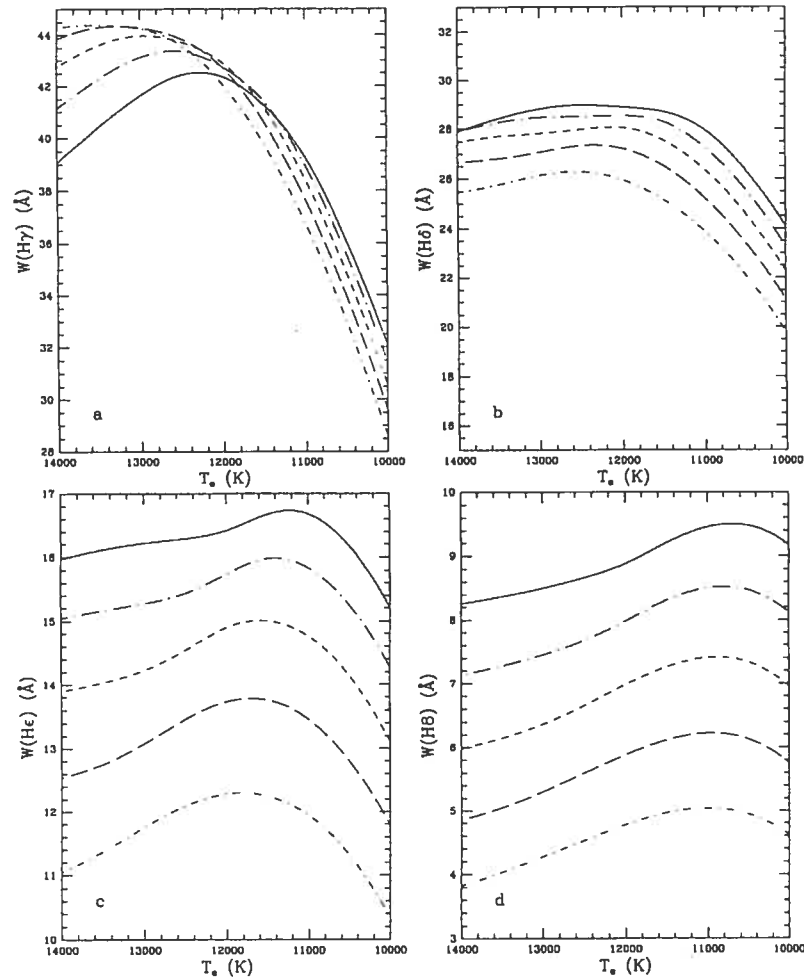 W(Hγ) (Å)
44
42
40
38
36
34
32
30
28
a
14000 13000 12000 11000 10000
Tₑ (K)
W(Hδ) (Å)
30
28
26
24
22
20
18
16
b
14000 13000 12000 11000 10000
Tₑ (K)
W(Hε) (Å)
17
16
15
14
13
12
11
10
c
14000 13000 12000 11000 10000
Tₑ (K)
W(H8) (Å)
10
9
8
7
6
5
4
3
d
14000 13000 12000 11000 10000
Tₑ (K)